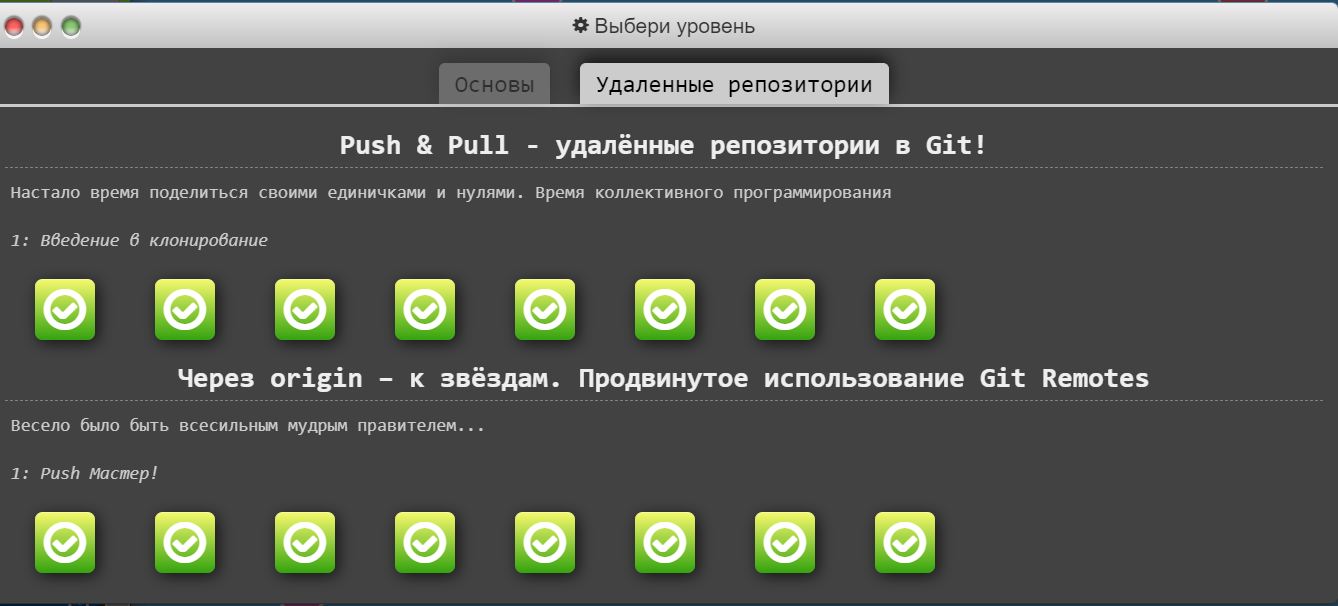 Выбери уровень
Основы
Удаленные репозитории
Push & Pull - удалённые репозитории в Git!
Настало время поделиться своими единичками и нулями. Время коллективного программирования
1: Введение в клонирование
Через origin – к звёздам. Продвинутое использование Git Remotes
Весело было быть всесильным мудрым правителем...
1: Push Мастер!